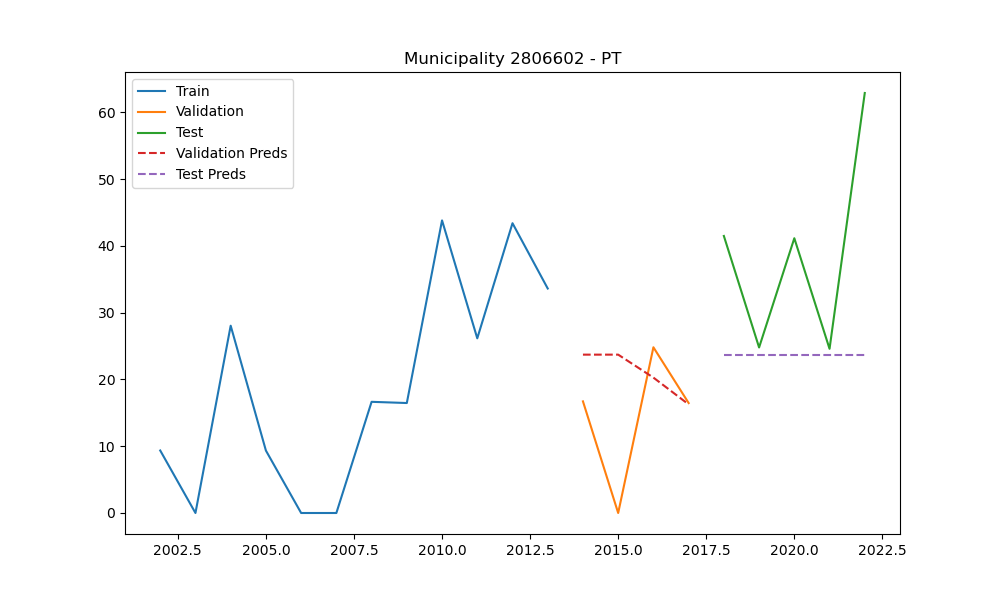 Municipality 2806602 - PT
Train
Validation
Test
Validation Preds
Test Preds
60
50
40
30
20
10
0
2002.5 2005.0 2007.5 2010.0 2012.5 2015.0 2017.5 2020.0 2022.5